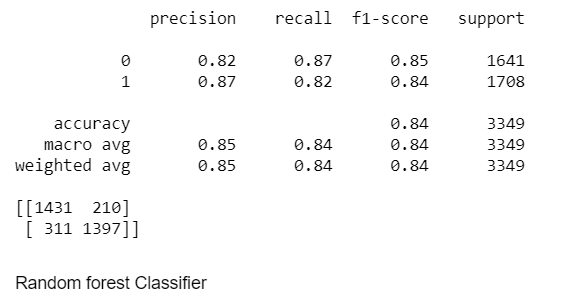 precision recall f1-score support
0 0.82 0.87 0.85 1641
1 0.87 0.82 0.84 1708
accuracy 0.84 3349
macro avg 0.85 0.84 0.84 3349
weighted avg 0.85 0.84 0.84 3349
[[1431 210]
[ 311 1397]]
Random forest Classifier